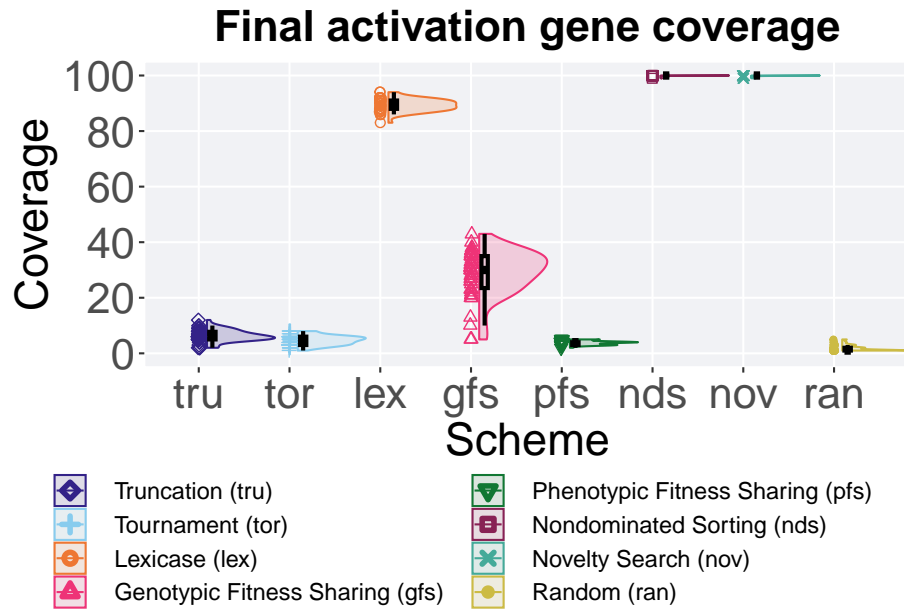 Final activation gene coverage
Coverage
100
80
60
40
20
0
tru tor lex gfs pfs nds nov ran
Scheme
Truncation (tru)
Tournament (tor)
Lexicase (lex)
Genotypic Fitness Sharing (gfs)
Phenotypic Fitness Sharing (pfs)
Nondominated Sorting (nds)
Novelty Search (nov)
Random (ran)